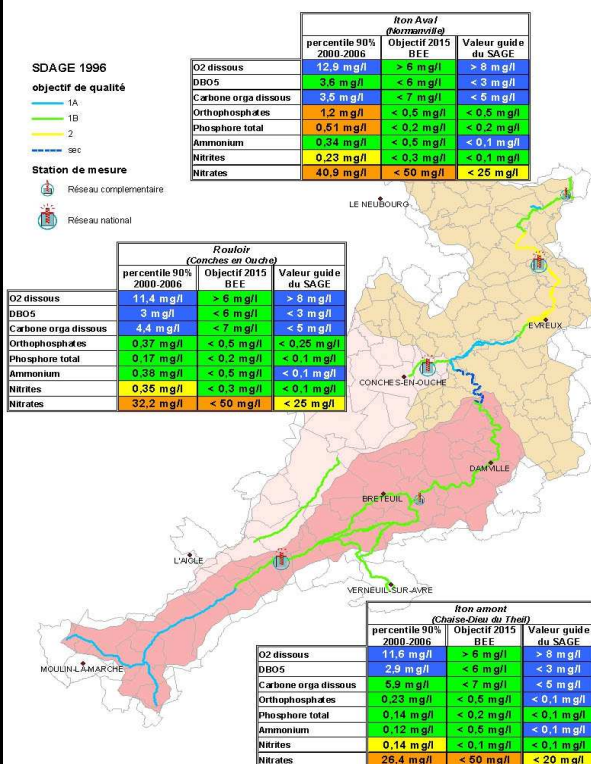 Iton Aval
(Normanville)
percentile 90% 2000-2006 | Objectif 2015 BEE | Valeur guide du SAGE
O2 dissous | 12,9 mg/l | > 6 mg/l | > 8 mg/l
DBO5 | 3,6 mg/l | < 6 mg/l | < 3 mg/l
Carbone orga dissous | 3,5 mg/l | < 7 mg/l | < 5 mg/l
Orthophosphates | 1,2 mg/l | < 0,5 mg/l | < 0,5 mg/l
Phosphore total | 0,51 mg/l | < 0,2 mg/l | < 0,2 mg/l
Ammonium | 0,34 mg/l | < 0,5 mg/l | < 0,1 mg/l
Nitrites | 0,23 mg/l | < 0,3 mg/l | < 0,1 mg/l
Nitrates | 40,9 mg/l | < 50 mg/l | < 25 mg/l
SDAGE 1996
objectif de qualité
1A
1B
2
sec
Station de mesure
Réseau complementaire
Réseau national
LE NEUBOURG
Rouloir
(Conches en Ouche)
percentile 90% 2000-2006 | Objectif 2015 BEE | Valeur guide du SAGE
O2 dissous | 11,4 mg/l | > 6 mg/l | > 8 mg/l
DBO5 | 3 mg/l | < 6 mg/l | < 3 mg/l
Carbone orga dissous | 4,4 mg/l | < 7 mg/l | < 5 mg/l
Orthophosphates | 0,37 mg/l | < 0,5 mg/l | < 0,25 mg/l
Phosphore total | 0,17 mg/l | < 0,2 mg/l | < 0,1 mg/l
Ammonium | 0,38 mg/l | < 0,5 mg/l | < 0,1 mg/l
Nitrites | 0,35 mg/l | < 0,3 mg/l | < 0,1 mg/l
Nitrates | 32,2 mg/l | < 50 mg/l | < 25 mg/l
EVREUX
CONCHES-EN-OUCHE
DAMVILLE
BRETEUIL
L'AIGLE
VERNEUIL-SUR-AVRE
MOULIN-LA-MARCHE
Iton amont
(Chaise-Dieu du Theil)
percentile 90% 2000-2006 | Objectif 2015 BEE | Valeur guide du SAGE
O2 dissous | 11,6 mg/l | > 6 mg/l | > 8 mg/l
DBO5 | 2,9 mg/l | < 6 mg/l | < 3 mg/l
Carbone orga dissous | 5,9 mg/l | < 7 mg/l | < 5 mg/l
Orthophosphates | 0,23 mg/l | < 0,5 mg/l | < 0,1 mg/l
Phosphore total | 0,14 mg/l | < 0,2 mg/l | < 0,1 mg/l
Ammonium | 0,12 mg/l | < 0,5 mg/l | < 0,1 mg/l
Nitrites | 0,14 mg/l | < 0,1 mg/l | < 0,1 mg/l
Nitrates | 26,4 mg/l | < 50 mg/l | < 20 mg/l